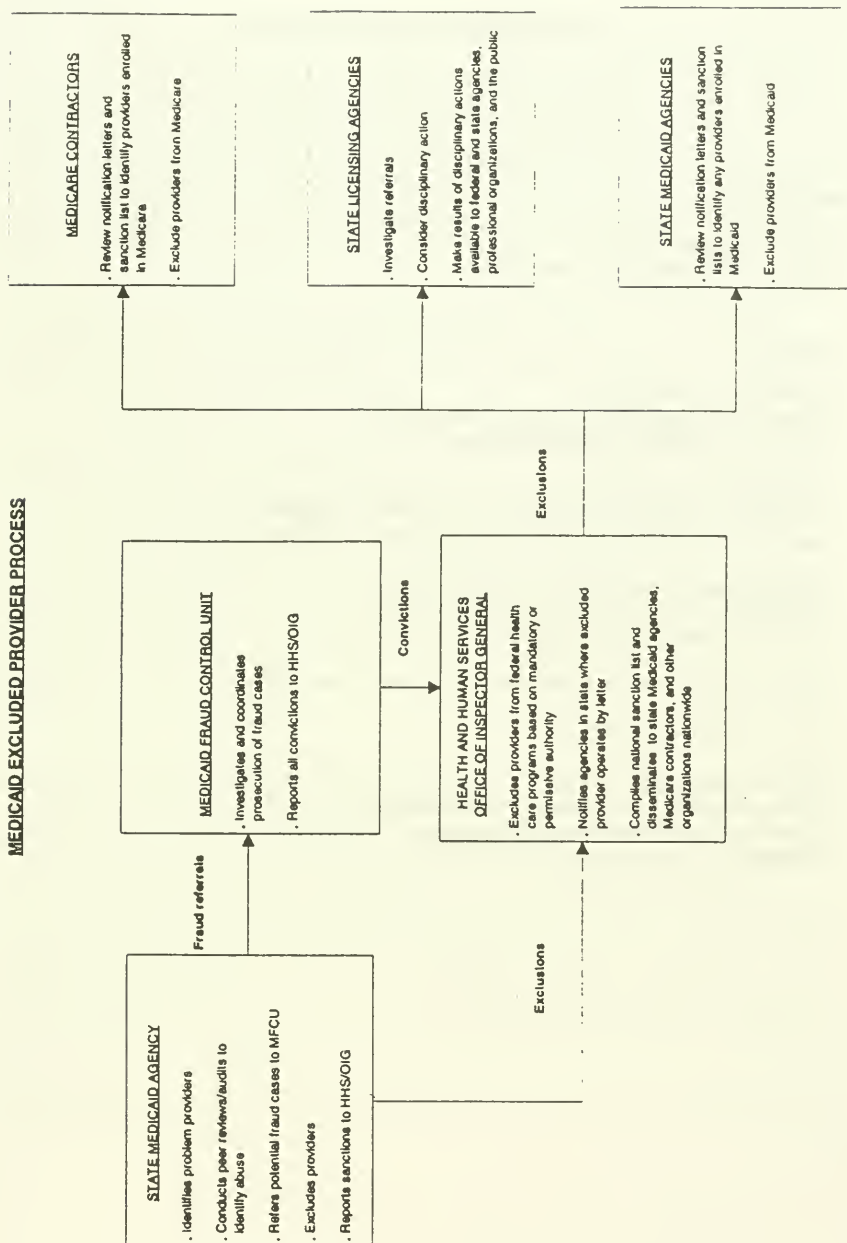 MEDICAID EXCLUDED PROVIDER PROCESS
STATE MEDICAID AGENCY
. Identifies problem providers
. Conducts peer reviews/audits to
identify abuse
. Refers potential fraud cases to MFCU
. Excludes providers
. Reports sanctions to HHS/OIG
Fraud referrals
Exclusions
MEDICAID FRAUD CONTROL UNIT
. Investigates and coordinates
prosecution of fraud cases
. Reports all convictions to HHS/OIG
Convictions
HEALTH AND HUMAN SERVICES
OFFICE OF INSPECTOR GENERAL
. Excludes providers from federal health
care programs based on mandatory or
permissive authority
. Notifies agencies in state where excluded
provider operates by letter
. Compiles national sanction list and
disseminates to state Medicaid agencies,
Medicare contractors, and other
organizations nationwide
Exclusions
MEDICARE CONTRACTORS
. Review notification letters and
sanction list to identify providers enrolled
in Medicare
. Exclude providers from Medicare
STATE LICENSING AGENCIES
. Investigate referrals
. Consider disciplinary action
. Make results of disciplinary actions
available to federal and state agencies,
professional organizations, and the public
STATE MEDICAID AGENCIES
. Review notification letters and sanction
lists to identify any providers enrolled in
Medicaid
. Exclude providers from Medicaid